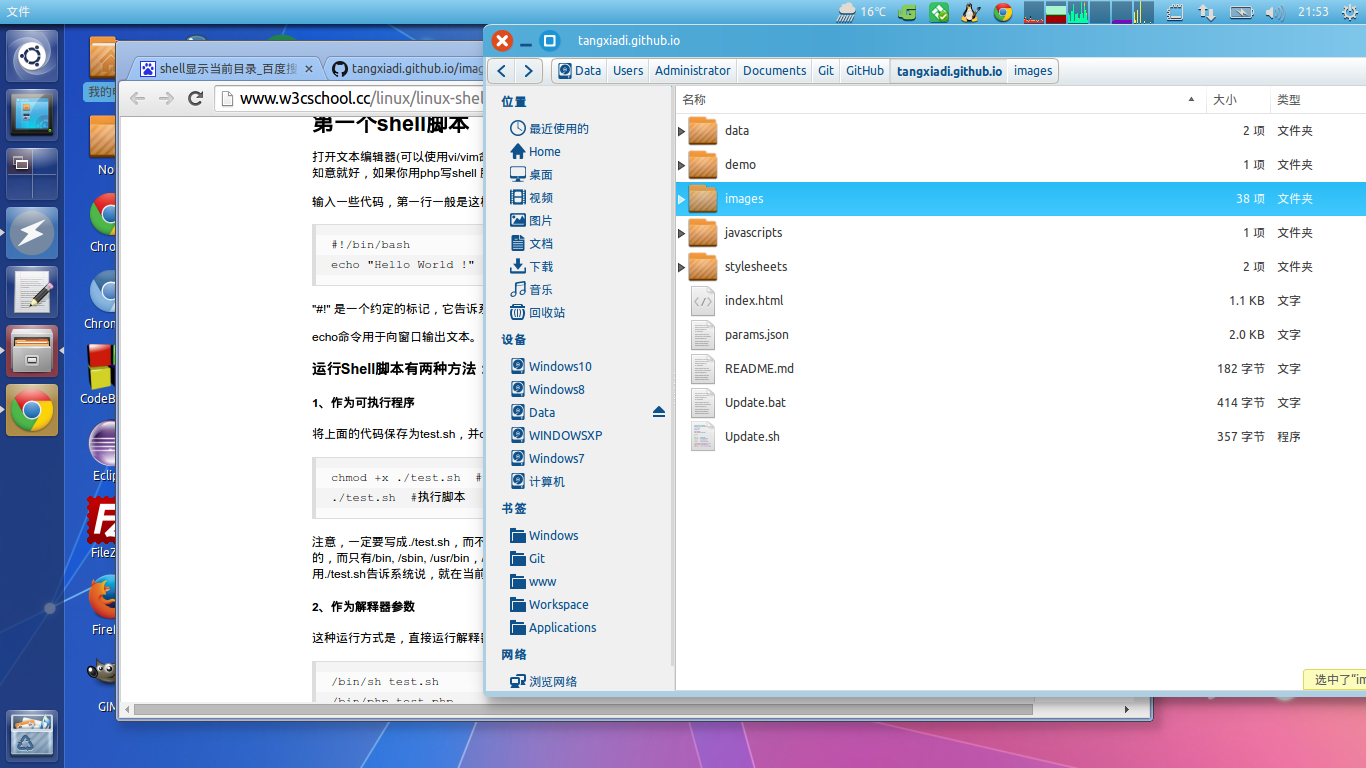 文件
16℃
21:53
我的
No
Chro
Chrom
CodeB
Eclip
FileZ
Firef
GIM
shell显示当前目录_百度搜
tangxiadi.github.io/imag
www.w3cschool.cc/linux/linux-shel
第一个shell脚本
打开文本编辑器(可以使用vi/vim
知意就好，如果你用php写shell
输入一些代码，第一行一般是这样
#!/bin/bash
echo "Hello World !"
"#!" 是一个约定的标记，它告诉系
echo命令用于向窗口输出文本。
运行Shell脚本有两种方法：
1、作为可执行程序
将上面的代码保存为test.sh，并c
chmod +x ./test.sh #
./test.sh #执行脚本
注意，一定要写成./test.sh，而不
的，而只有/bin, /sbin, /usr/bin，
用./test.sh告诉系统说，就在当前
2、作为解释器参数
这种运行方式是，直接运行解释器
/bin/sh test.sh
/bin/php test.php
tangxiadi.github.io
Data Users Administrator Documents Git GitHub tangxiadi.github.io images
位置
最近使用的
Home
桌面
视频
图片
文档
下载
音乐
回收站
设备
Windows10
Windows8
Data
WINDOWSXP
Windows7
计算机
书签
Windows
Git
www
Workspace
Applications
网络
浏览网络
名称 大小 类型
data 2 项 文件夹
demo 1 项 文件夹
images 38 项 文件夹
javascripts 1 项 文件夹
stylesheets 2 项 文件夹
index.html 1.1 KB 文字
params.json 2.0 KB 文字
README.md 182 字节 文字
Update.bat 414 字节 文字
Update.sh 357 字节 程序
选中了"im